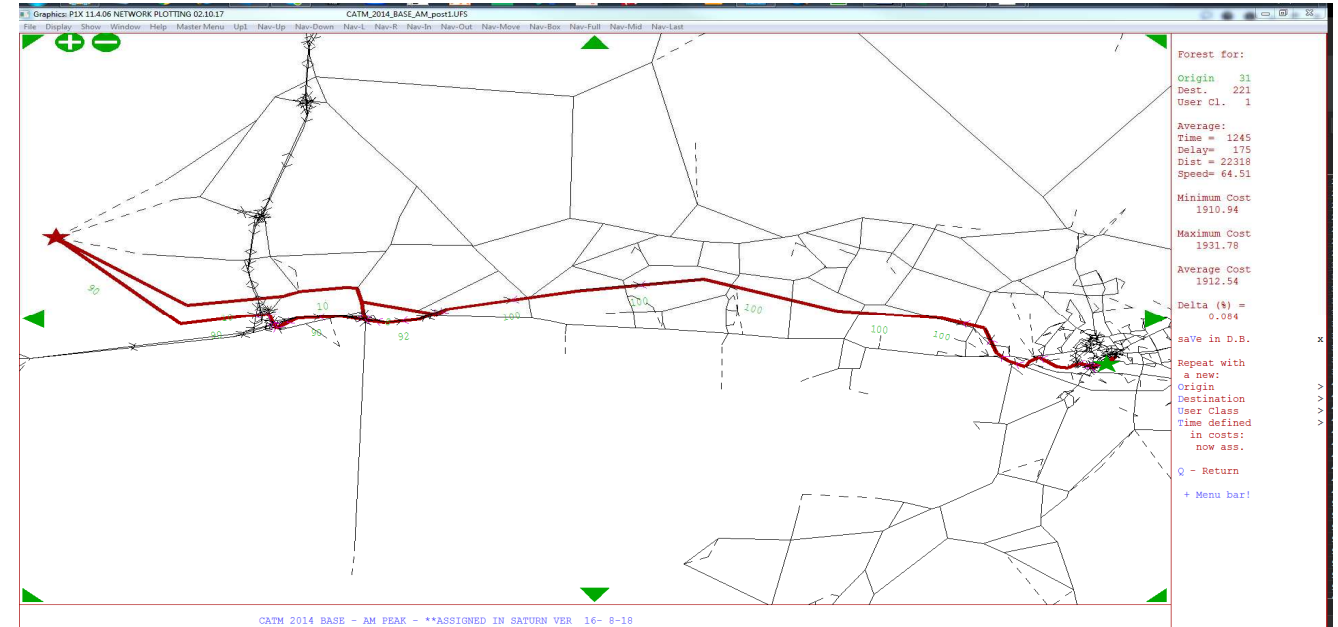 Graphics: P1X 11.4.06 NETWORK PLOTTING 02.10.17 CATM_2014_BASE_AM_post1.UFS
File Display Show Window Help Master Menu Up1 Nav-Up Nav-Down Nav-L Nav-R Nav-In Nav-Out Nav-Move Nav-Box Nav-Full Nav-Mid Nav-Last
Forest for:
Origin 31
Dest. 221
User Cl. 1
Average:
Time = 1245
Delay= 175
Dist = 22318
Speed= 64.51
Minimum Cost
1910.94
Maximum Cost
1931.78
Average Cost
1912.54
Delta (%) =
0.084
saVe in D.B. x
Repeat with
a new:
Origin >
Destination >
User Class >
Time defined >
in costs:
now ass.
Q - Return
+ Menu bar!
90
10
90
90
92
100
100
100
100
100
CATM 2014 BASE - AM PEAK - **ASSIGNED IN SATURN VER 16- 8-18